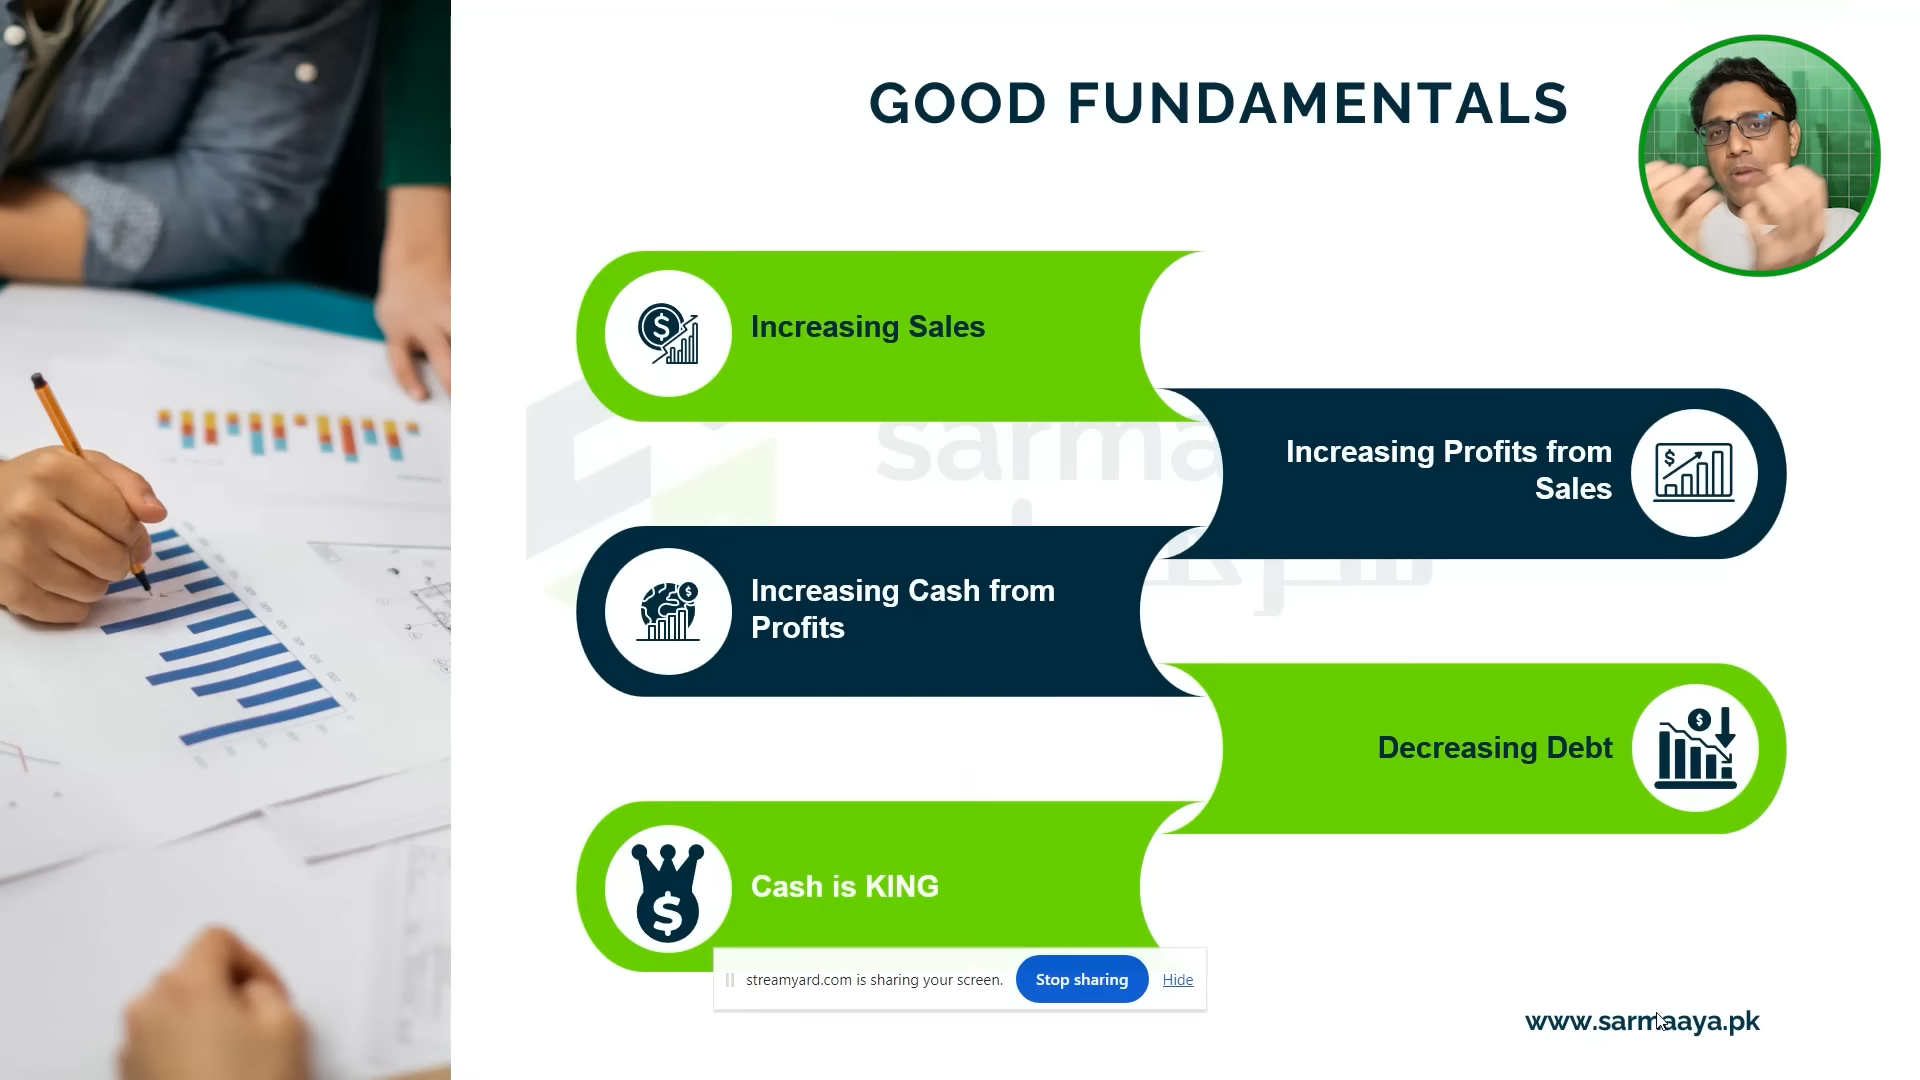 GOOD FUNDAMENTALS
Increasing Sales
Increasing Profits from
Sales
Increasing Cash from
Profits
Decreasing Debt
Cash is KING
streamyard.com is sharing your screen. Stop sharing Hide
www.sarmaaya.pk